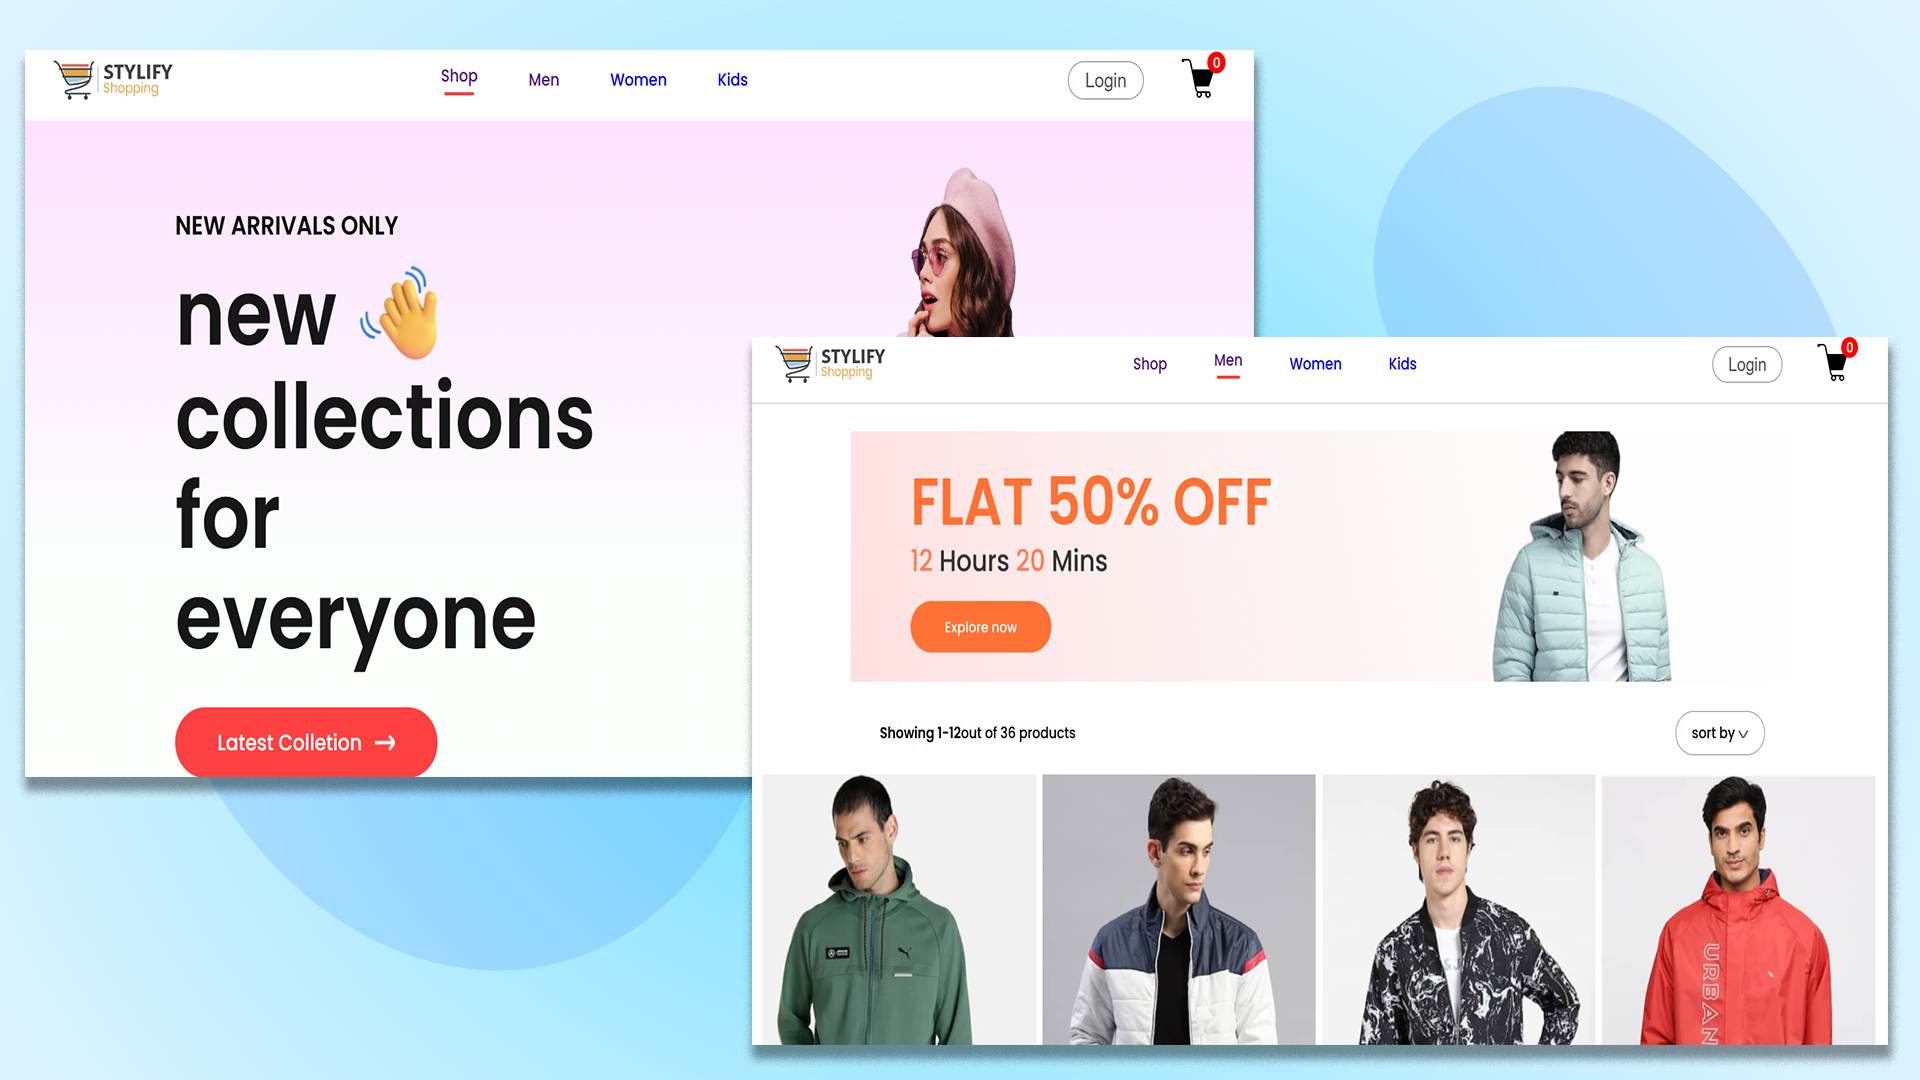 STYLIFY
Shopping
Shop Men Women Kids
Login
0
NEW ARRIVALS ONLY
new
collections
for
everyone
Latest Colletion
STYLIFY
Shopping
Shop Men Women Kids
Login
0
FLAT 50% OFF
12 Hours 20 Mins
Explore now
Showing 1-12out of 36 products
sort by
URBAN